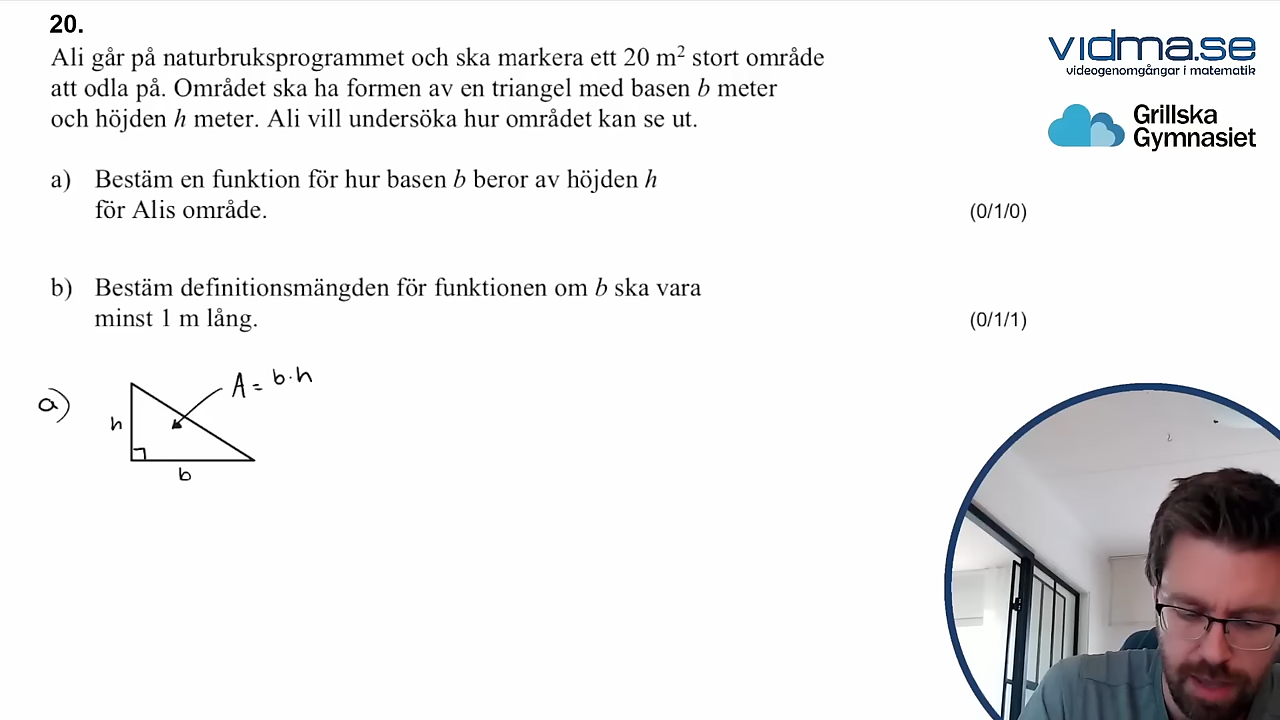 20.
Ali går på naturbruksprogrammet och ska markera ett 20 m² stort område
att odla på. Området ska ha formen av en triangel med basen b meter
och höjden h meter. Ali vill undersöka hur området kan se ut.
a) Bestäm en funktion för hur basen b beror av höjden h
för Alis område.
(0/1/0)
b) Bestäm definitionsmängden för funktionen om b ska vara
minst 1 m lång.
(0/1/1)
vidma.se
videogenomgångar i matematik
Grillska
Gymnasiet
a)
A = b·h
h
b